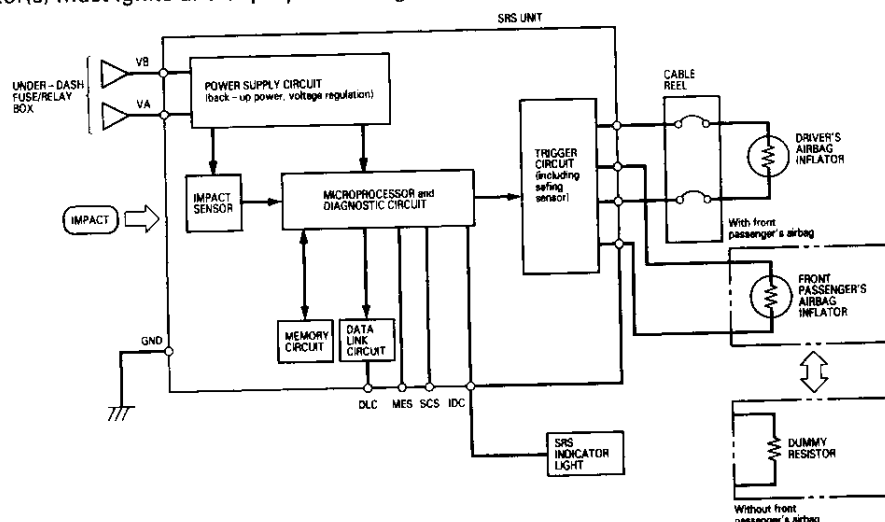 SRS UNIT
UNDER-DASH
FUSE/RELAY
BOX
VB
VA
POWER SUPPLY CIRCUIT
(back-up power, voltage regulation)
CABLE
REEL
TRIGGER
CIRCUIT
(including
safing
sensor)
DRIVER'S
AIRBAG
INFLATOR
IMPACT
IMPACT
SENSOR
MICROPROCESSOR and
DIAGNOSTIC CIRCUIT
With front
passenger's airbag
FRONT
PASSENGER'S
AIRBAG
INFLATOR
GND
MEMORY
CIRCUIT
DATA
LINK
CIRCUIT
DLC MES SCS IDC
SRS
INDICATOR
LIGHT
DUMMY
RESISTOR
Without front
passenger's airbag